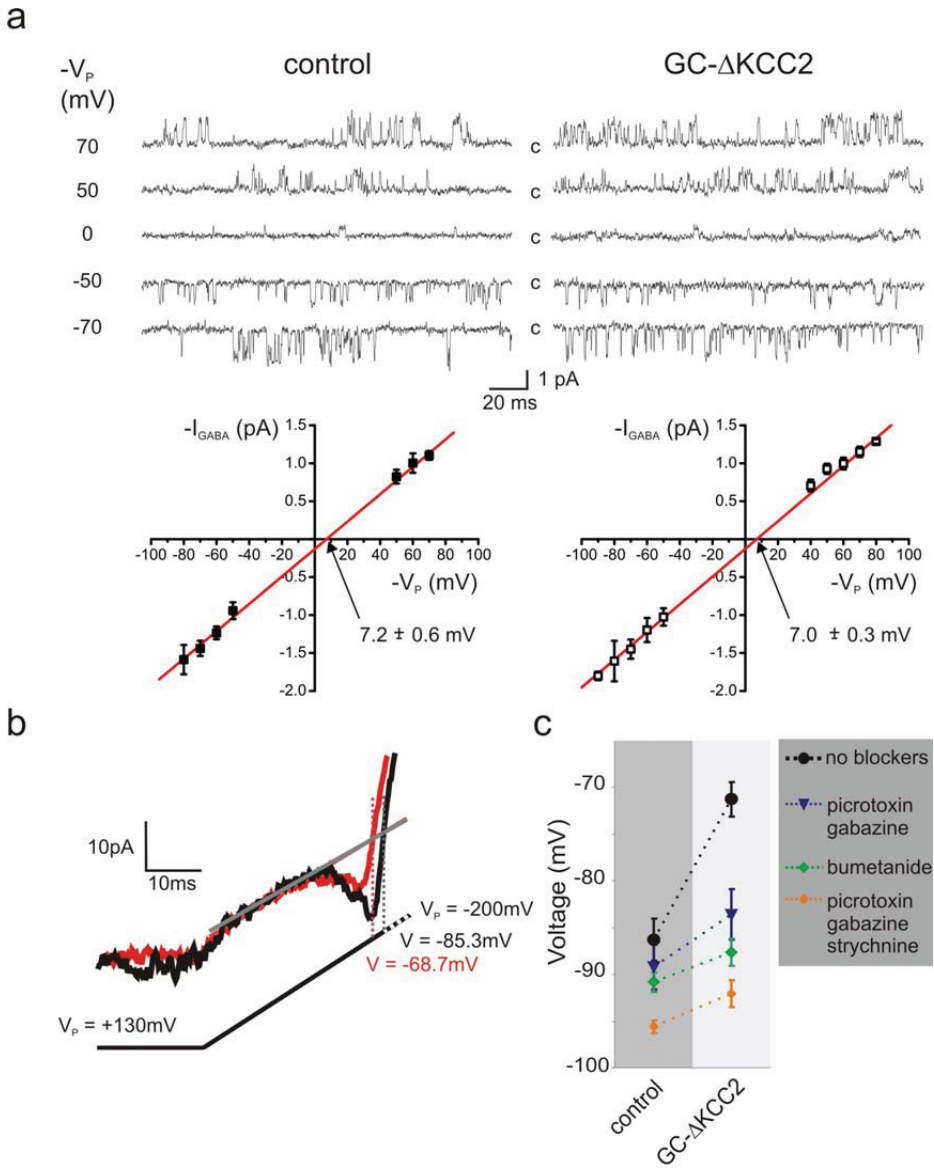 a
control
GC-ΔKCC2
-V_P
(mV)
70
c
50
c
0
c
-50
c
-70
c
1 pA
20 ms
-I_GABA (pA)
1.5
1.0
0.5
-100 -80 -60 -40 -20 20 40 60 80 100
0.5
-1.0
-1.5
-2.0
-V_P (mV)
7.2 ± 0.6 mV
-I_GABA (pA)
1.5
1.0
0.5
-100 -80 -60 -40 -20 20 40 60 80 100
0.5
-1.0
-1.5
-2.0
-V_P (mV)
7.0 ± 0.3 mV
b
10pA
10ms
V_P = -200mV
V = -85.3mV
V = -68.7mV
V_P = +130mV
c
Voltage (mV)
-70
-80
-90
-100
control
GC-ΔKCC2
no blockers
picrotoxin
gabazine
bumetanide
picrotoxin
gabazine
strychnine